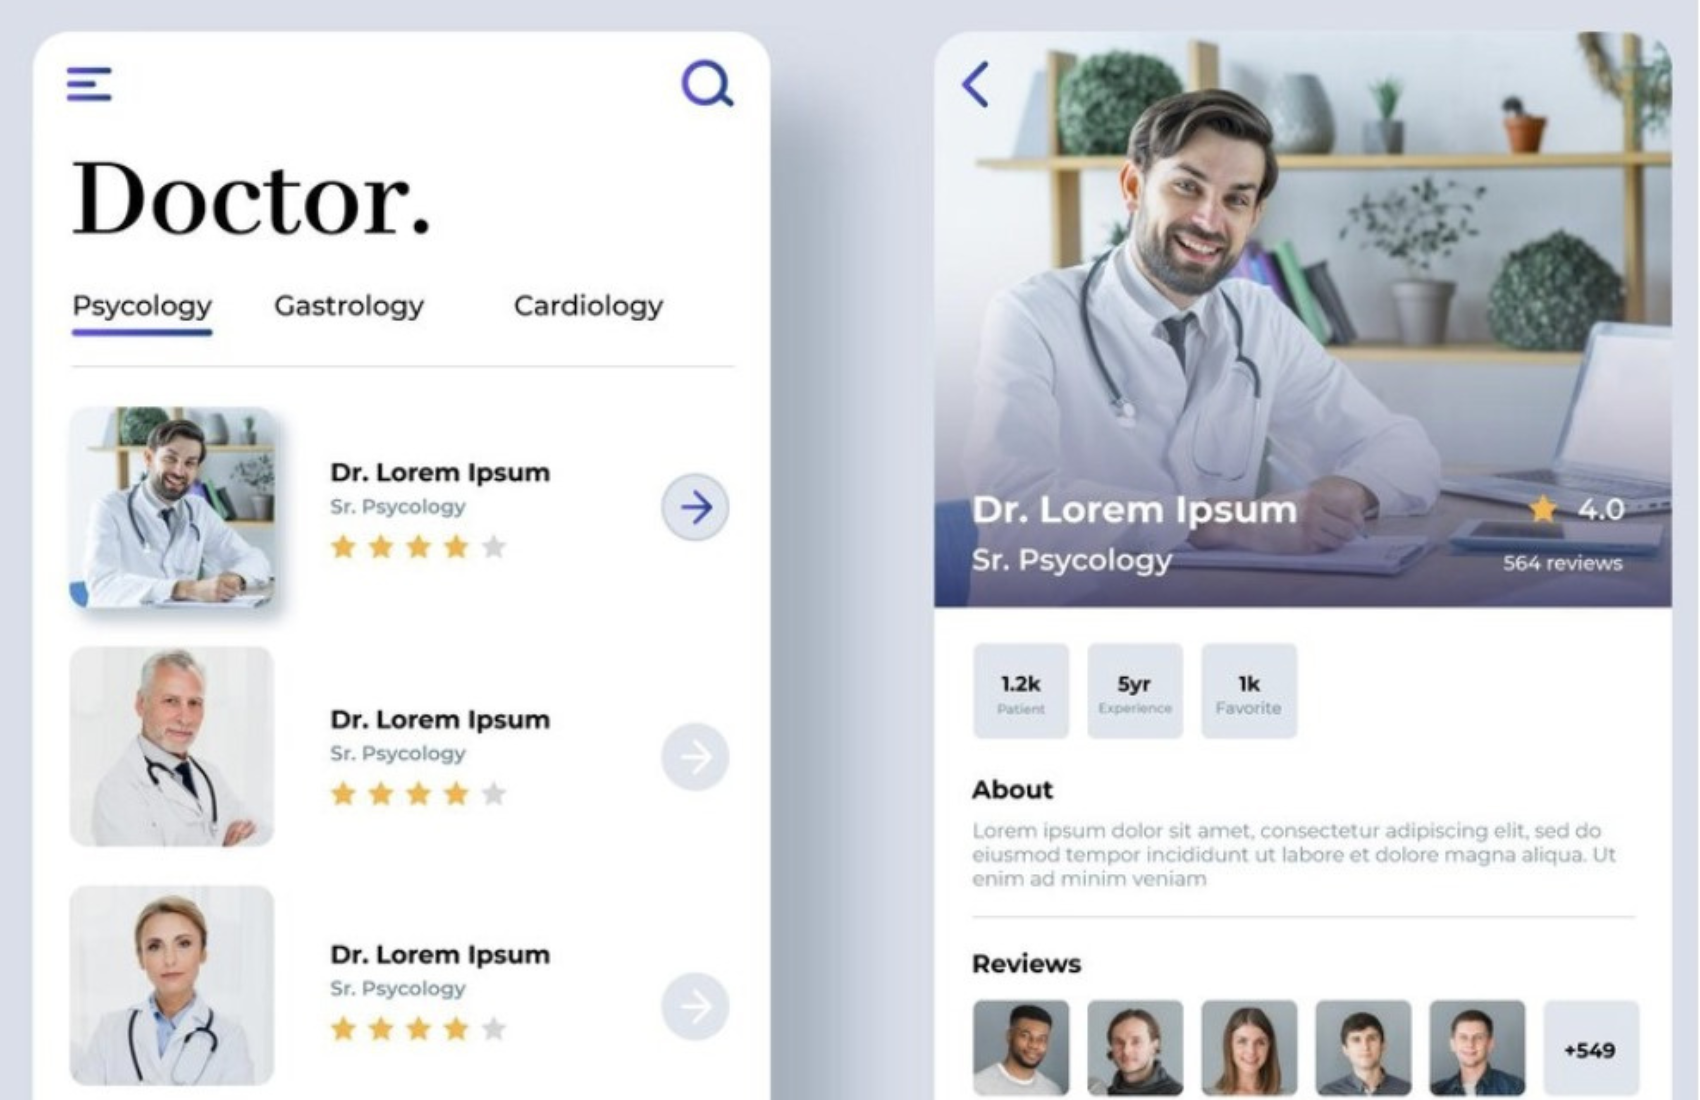 Doctor.
Psycology Gastrology Cardiology
Dr. Lorem Ipsum
Sr. Psycology
Dr. Lorem Ipsum
Sr. Psycology
Dr. Lorem Ipsum
Sr. Psycology
Dr. Lorem Ipsum 4.0
Sr. Psycology 564 reviews
1.2k 5yr 1k
Patient Experience Favorite
About
Lorem ipsum dolor sit amet, consectetur adipiscing elit, sed do
eiusmod tempor incididunt ut labore et dolore magna aliqua. Ut
enim ad minim veniam
Reviews
+549